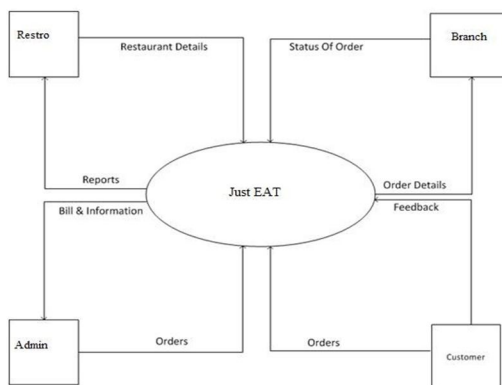 Restro
Branch
Restaurant Details
Status Of Order
Reports
Just EAT
Order Details
Bill & Information
Feedback
Admin
Orders
Orders
Customer